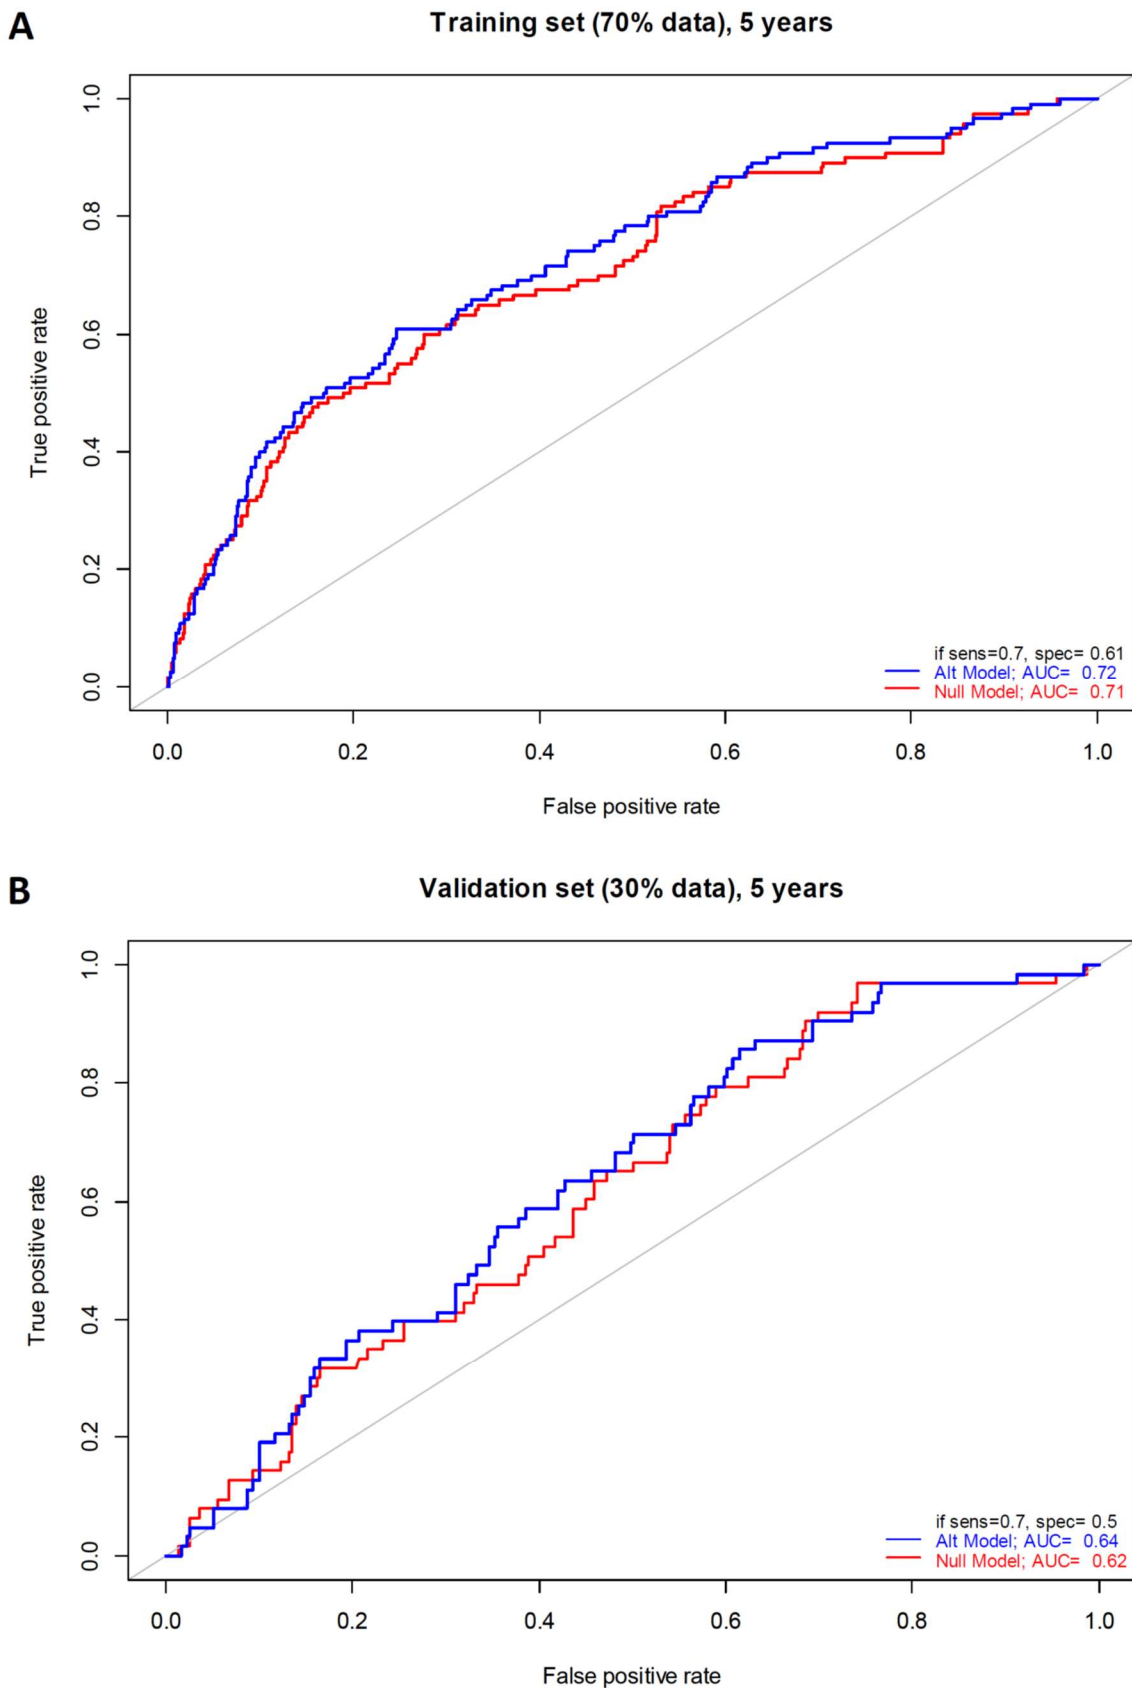 A
Training set (70% data), 5 years
True positive rate
1.0
0.8
0.6
0.4
0.2
0.0
if sens=0.7, spec= 0.61
Alt Model; AUC= 0.72
Null Model; AUC= 0.71
0.0 0.2 0.4 0.6 0.8 1.0
False positive rate
B
Validation set (30% data), 5 years
True positive rate
1.0
0.8
0.6
0.4
0.2
0.0
if sens=0.7, spec= 0.5
Alt Model; AUC= 0.64
Null Model; AUC= 0.62
0.0 0.2 0.4 0.6 0.8 1.0
False positive rate